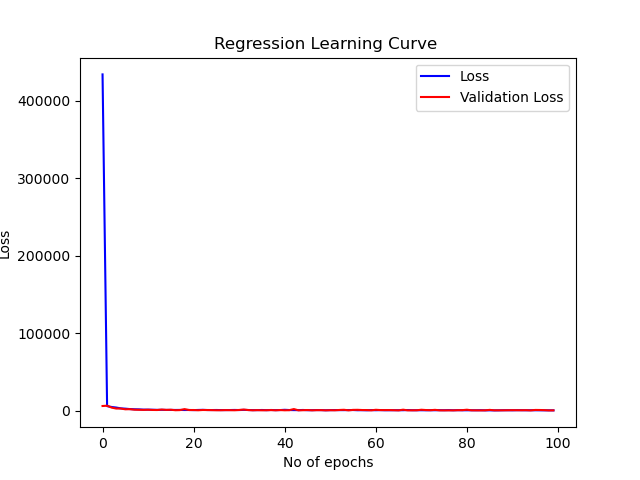 Regression Learning Curve
Loss
Validation Loss
400000
300000
200000
100000
0
Loss
0 20 40 60 80 100
No of epochs